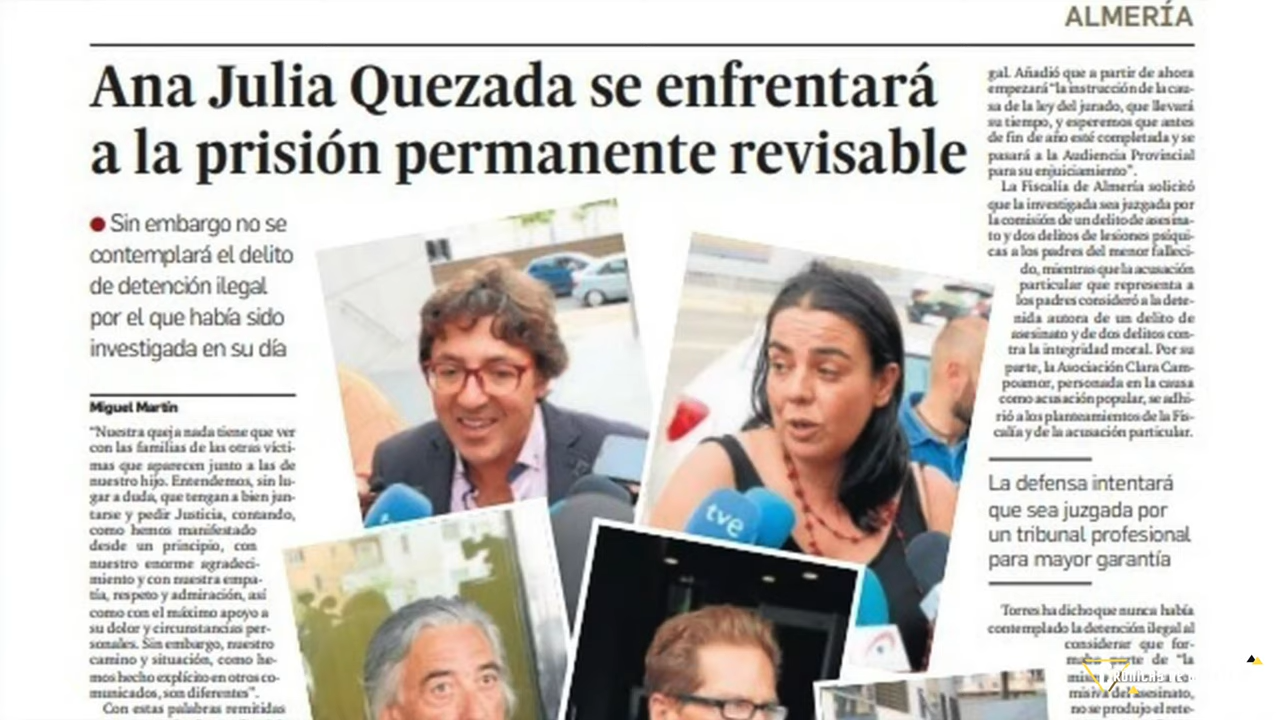 ALMERÍA
Ana Julia Quezada se enfrentará
a la prisión permanente revisable
● Sin embargo no se
contemplará el delito
de detención ilegal
por el que había sido
investigada en su día
Miguel Martín
“Nuestra queja nada tiene que ver
con las familias de las otras vícti-
mas que aparecen junto a las de
nuestro hijo. Entendemos, sin lu-
gar a duda, que tengan a bien jun-
tarse y pedir Justicia, contando,
como hemos manifestado
desde un principio, con
nuestro enorme agradeci-
miento y con nuestra empa-
tía, respeto y admiración, así
como con el máximo apoyo a
su dolor y circunstancias per-
sonales. Sin embargo, nuestro
camino y situación, como he-
mos hecho explícito en otros co-
municados, son diferentes”.
Con estas palabras remitidas
tve
gal. Añadió que a partir de ahora
empezará “la instrucción de la cau-
sa de la ley del jurado, que llevará
su tiempo, y esperemos que antes
de fin de año esté completada y se
pasará a la Audiencia Provincial
para su enjuiciamiento”.
La Fiscalía de Almería solicitó
que la investigada sea juzgada por
la comisión de un delito de asesina-
to y dos delitos de lesiones psíqui-
cas a los padres del menor falleci-
do, mientras que la acusación
particular que representa a
los padres consideró a la dete-
nida autora de un delito de
asesinato y de dos delitos con-
tra la integridad moral. Por su
parte, la Asociación Clara Cam-
poamor, personada en la causa
como acusación popular, se adhi-
rió a los planteamientos de la Fis-
calía y de la acusación particular.
La defensa intentará
que sea juzgada por
un tribunal profesional
para mayor garantía
Torres ha dicho que nunca había
contemplado la detención ilegal al
considerar que for-
maba parte de “la
misiva del asesinato,
no se produjo el rete-